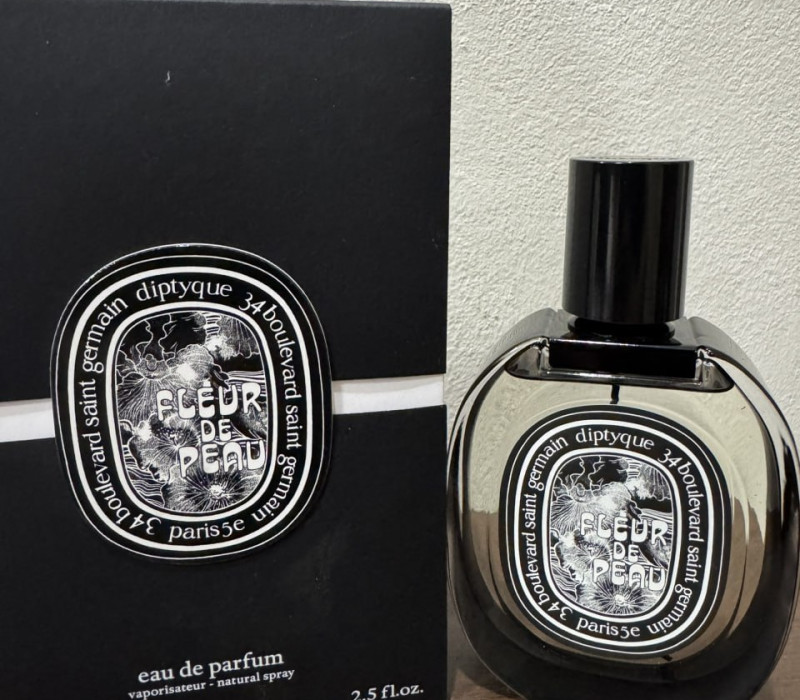 diptyque 34 boulevard saint germain paris5e 34 boulevard saint germain
FLEUR
DE
PEAU
eau de parfum
vaporisateur - natural spray
2.5 fl.oz.
diptyque 34 boulevard saint germain paris5e 34 boulevard saint germain
FLEUR
DE
PEAU